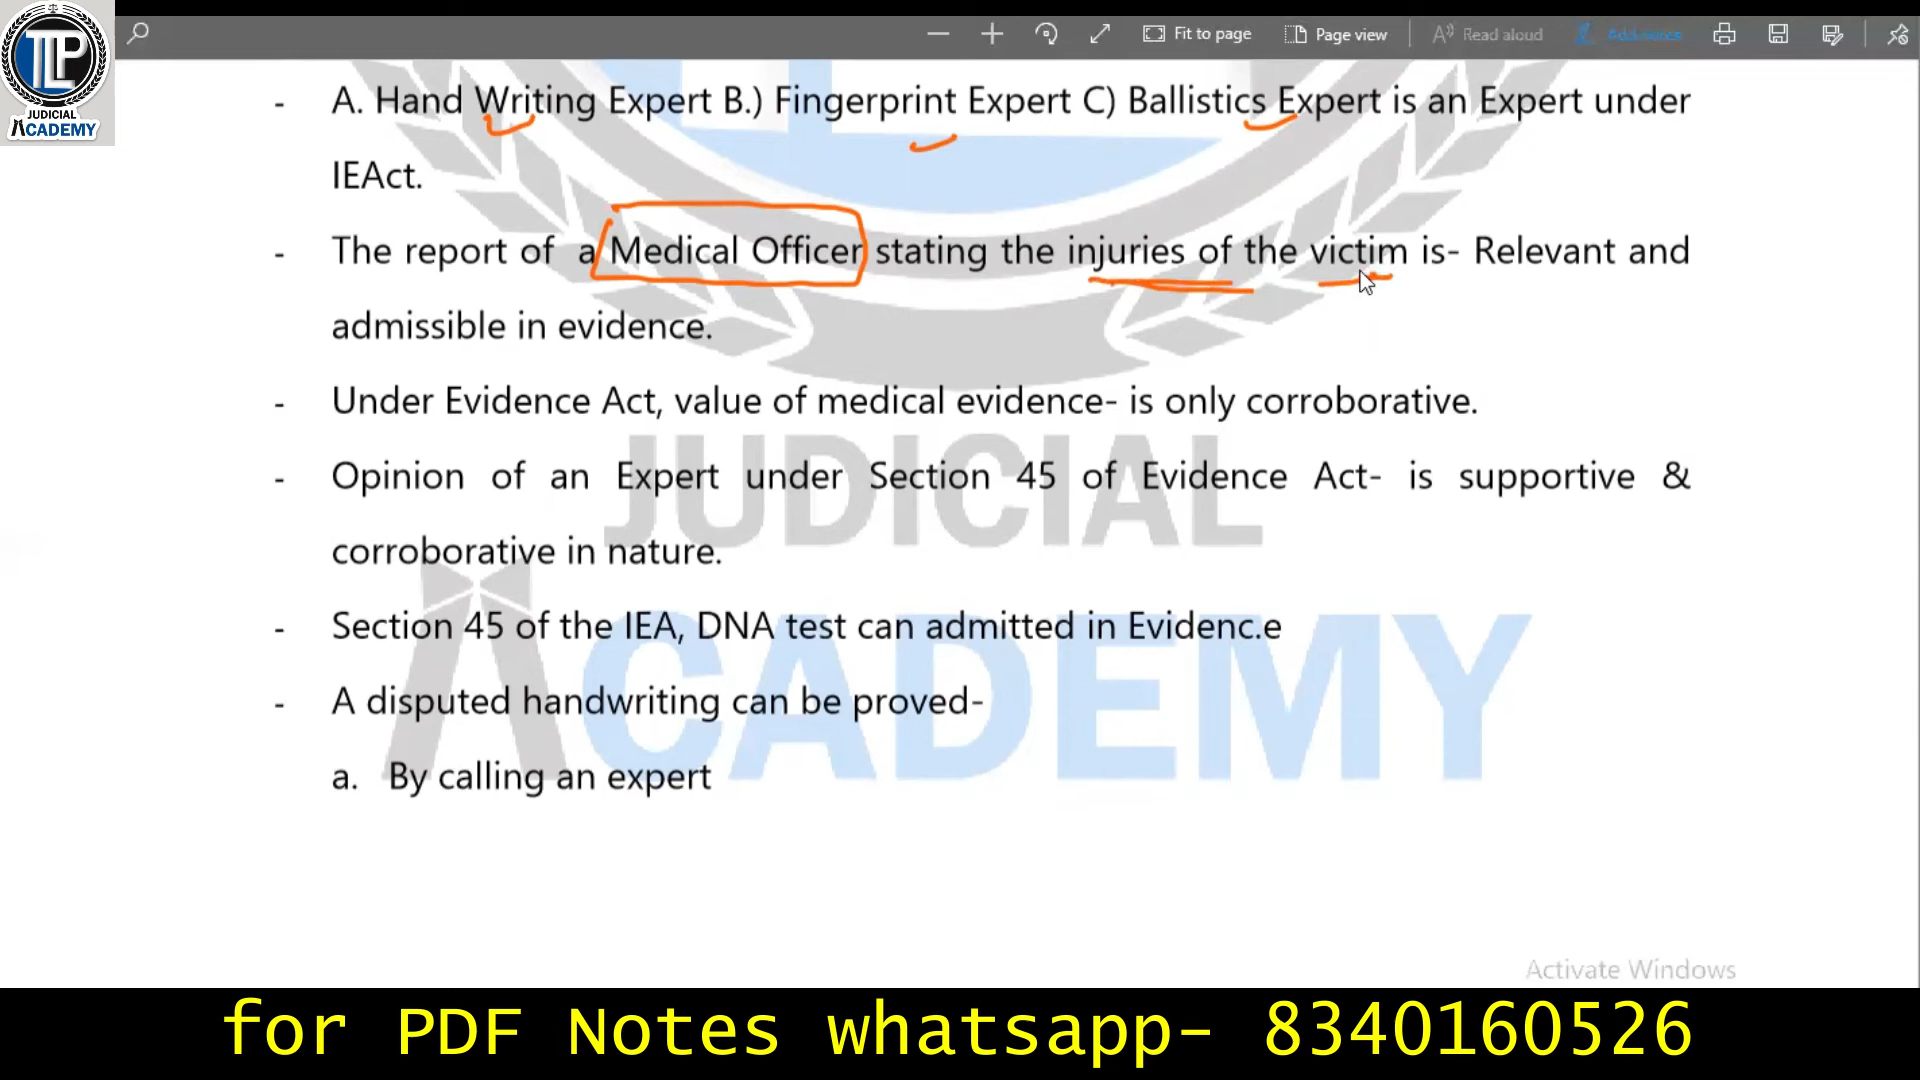 TLP
JUDICIAL
ACADEMY
Fit to page
Page view
Read aloud
Add notes
- A. Hand Writing Expert B.) Fingerprint Expert C) Ballistics Expert is an Expert under
IEAct.
- The report of a Medical Officer stating the injuries of the victim is- Relevant and
admissible in evidence.
- Under Evidence Act, value of medical evidence- is only corroborative.
- Opinion of an Expert under Section 45 of Evidence Act- is supportive &
corroborative in nature.
- Section 45 of the IEA, DNA test can admitted in Evidenc.e
- A disputed handwriting can be proved-
a. By calling an expert
JUDICIAL
ACADEMY
Activate Windows
for PDF Notes whatsapp- 8340160526